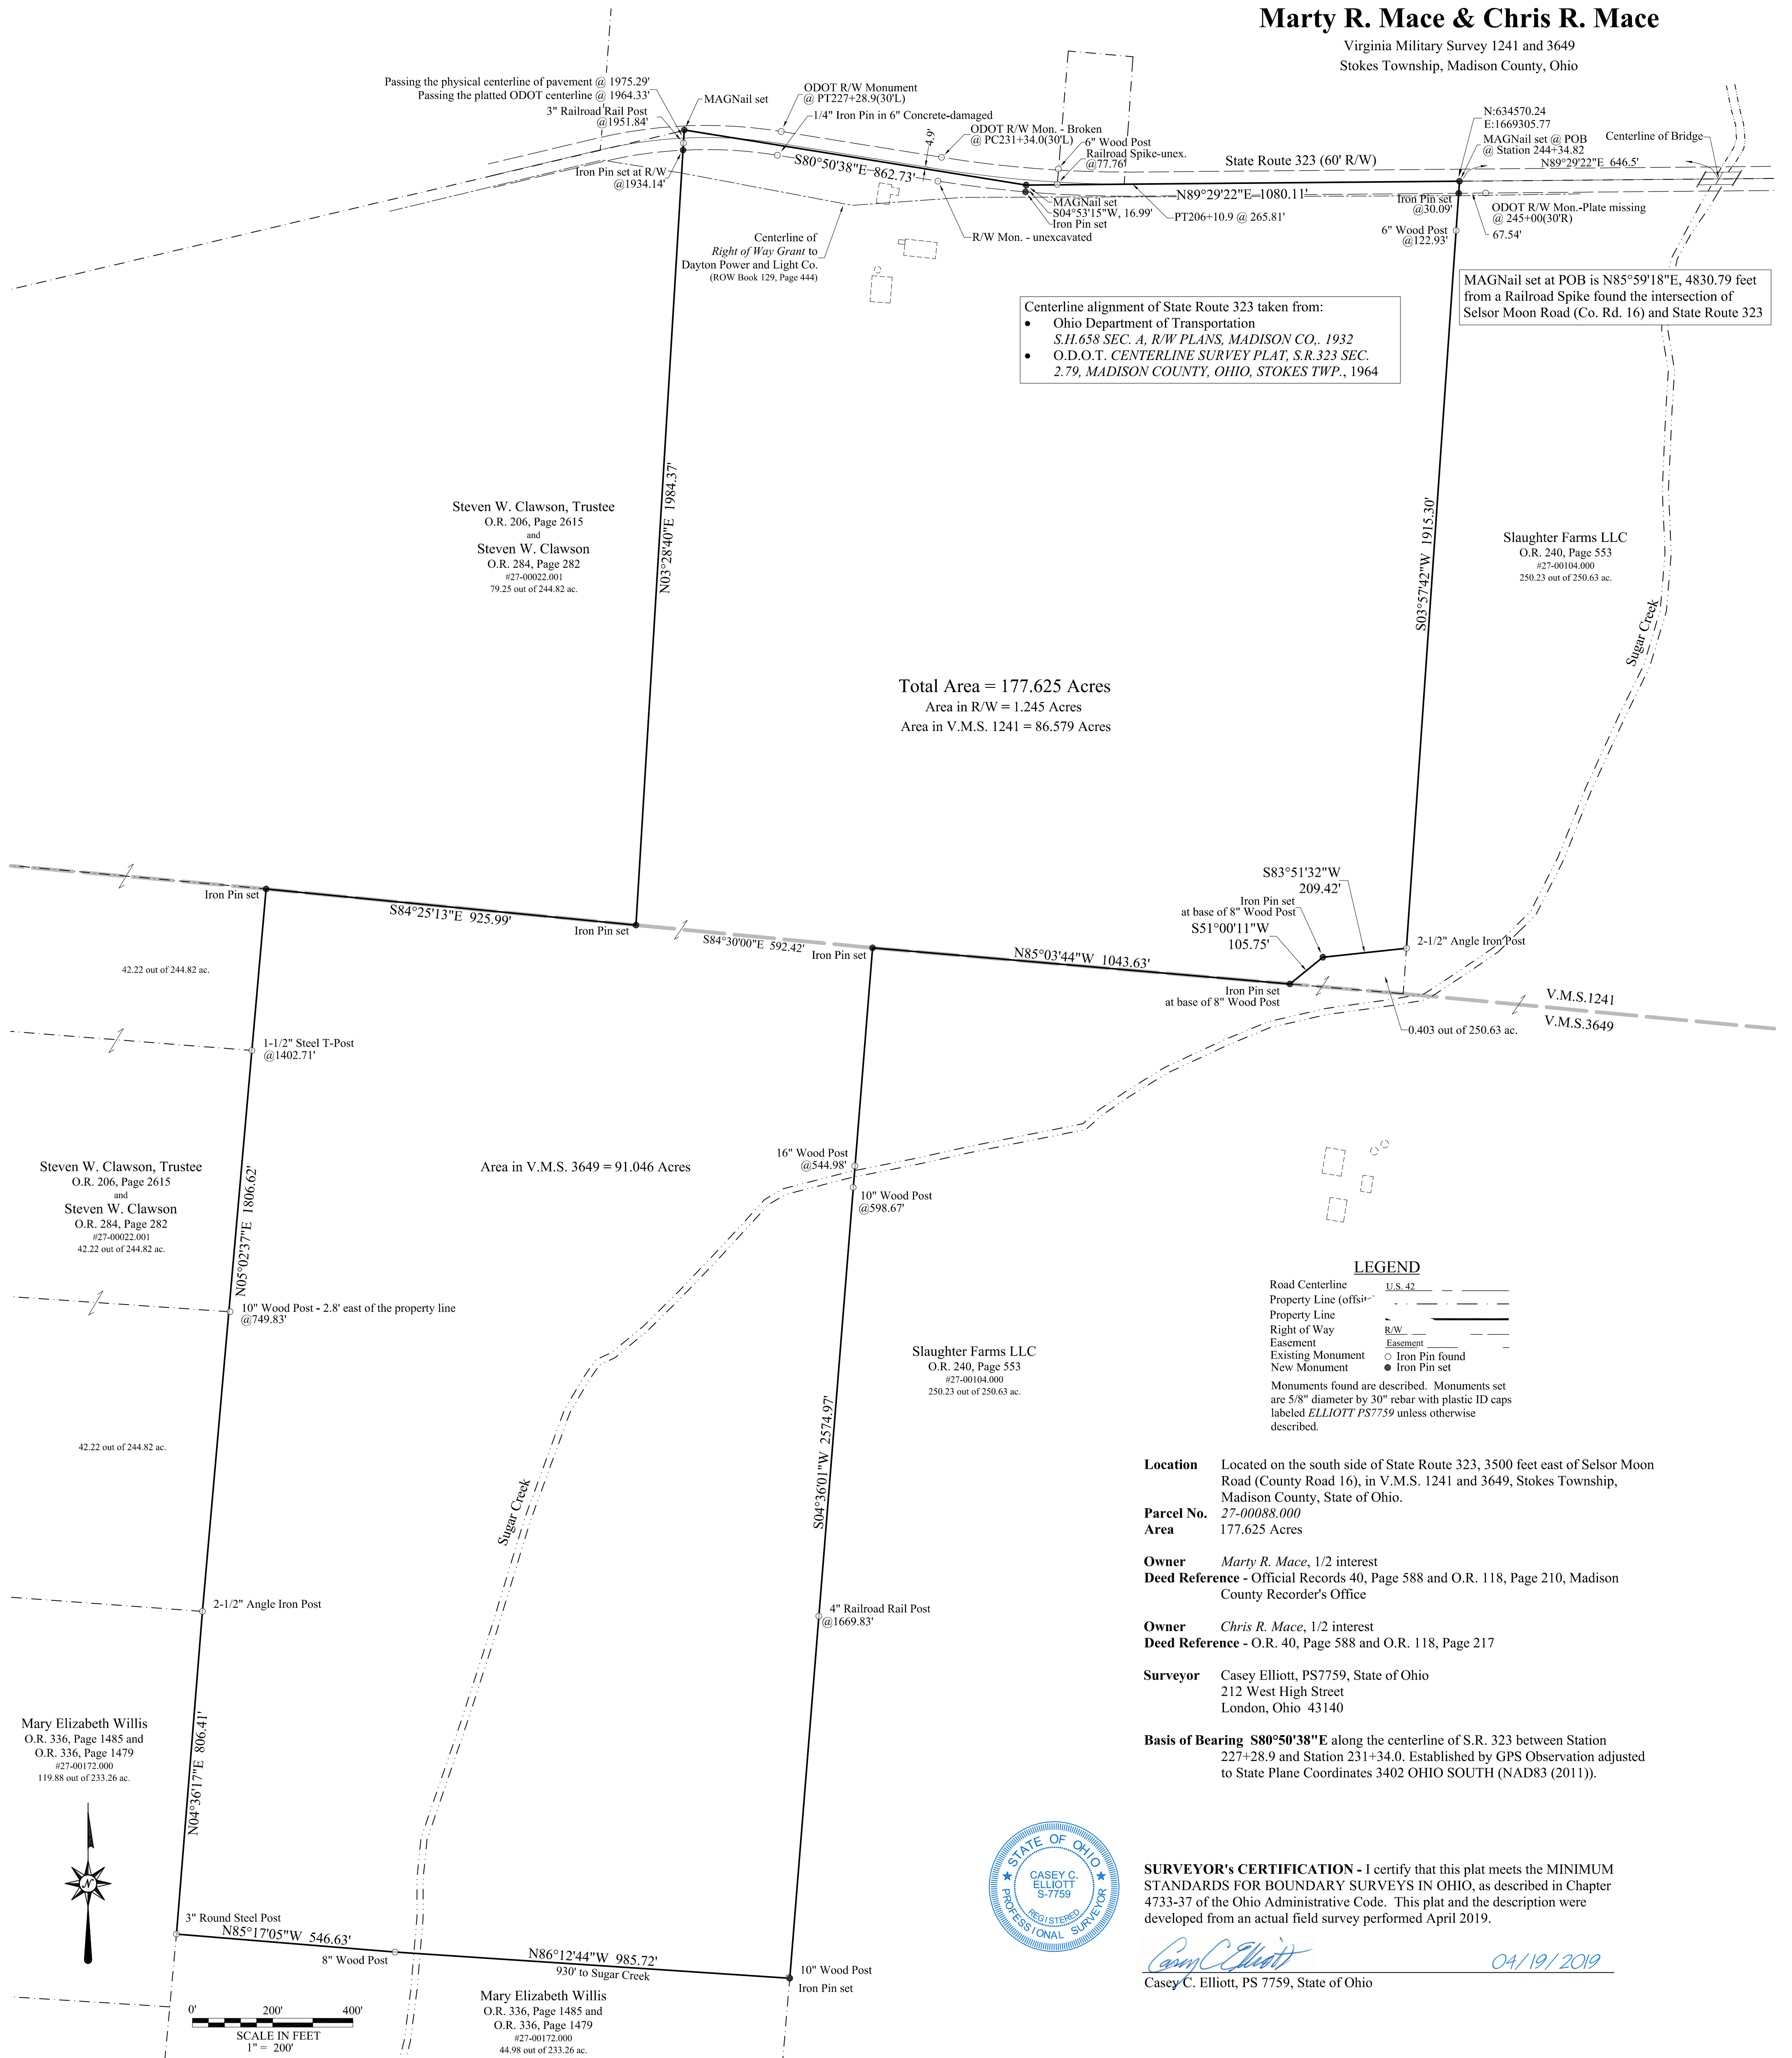 Marty R. Mace & Chris R. Mace
Virginia Military Survey 1241 and 3649
Stokes Township, Madison County, Ohio
Passing the physical centerline of pavement @ 1975.29'
Passing the platted ODOT centerline @ 1964.33'
3" Railroad Rail Post
@1951.84'
MAGNail set
ODOT R/W Monument
@ PT227+28.9(30'L)
1/4" Iron Pin in 6" Concrete-damaged
4.9'
ODOT R/W Mon. - Broken
@ PC231+34.0(30'L)
6" Wood Post
Railroad Spike-unex.
@77.76'
State Route 323 (60' R/W)
N:634570.24
E:1669305.77
MAGNail set @ POB
@ Station 244+34.82
Centerline of Bridge
N89°29'22"E 646.5'
Iron Pin set at R/W
@1934.14'
S80°50'38"E 862.73'
N89°29'22"E 1080.11'
MAGNail set
S04°53'15"W, 16.99'
Iron Pin set
PT206+10.9 @ 265.81'
R/W Mon. - unexcavated
Iron Pin set
@30.09'
6" Wood Post
@122.93'
ODOT R/W Mon.-Plate missing
@ 245+00(30'R)
67.54'
Centerline of
Right of Way Grant to
Dayton Power and Light Co.
(ROW Book 129, Page 444)
MAGNail set at POB is N85°59'18"E, 4830.79 feet
from a Railroad Spike found the intersection of
Selsor Moon Road (Co. Rd. 16) and State Route 323
Centerline alignment of State Route 323 taken from:
● Ohio Department of Transportation
S.H.658 SEC. A, R/W PLANS, MADISON CO,. 1932
● O.D.O.T. CENTERLINE SURVEY PLAT, S.R.323 SEC.
2.79, MADISON COUNTY, OHIO, STOKES TWP., 1964
Steven W. Clawson, Trustee
O.R. 206, Page 2615
and
Steven W. Clawson
O.R. 284, Page 282
#27-00022.001
79.25 out of 244.82 ac.
N03°28'40"E 1984.37'
S03°57'42"W 1915.30'
Slaughter Farms LLC
O.R. 240, Page 553
#27-00104.000
250.23 out of 250.63 ac.
Sugar Creek
Total Area = 177.625 Acres
Area in R/W = 1.245 Acres
Area in V.M.S. 1241 = 86.579 Acres
Iron Pin set
S84°25'13"E 925.99'
Iron Pin set
S84°30'00"E 592.42'
Iron Pin set
N85°03'44"W 1043.63'
S83°51'32"W
209.42'
Iron Pin set
at base of 8" Wood Post
S51°00'11"W
105.75'
2-1/2" Angle Iron Post
Iron Pin set
at base of 8" Wood Post
V.M.S.1241
V.M.S.3649
0.403 out of 250.63 ac.
42.22 out of 244.82 ac.
1-1/2" Steel T-Post
@1402.71'
Steven W. Clawson, Trustee
O.R. 206, Page 2615
and
Steven W. Clawson
O.R. 284, Page 282
#27-00022.001
42.22 out of 244.82 ac.
N05°02'37"E 1806.62'
Area in V.M.S. 3649 = 91.046 Acres
16" Wood Post
@544.98'
10" Wood Post
@598.67'
10" Wood Post - 2.8' east of the property line
@749.83'
Slaughter Farms LLC
O.R. 240, Page 553
#27-00104.000
250.23 out of 250.63 ac.
S04°36'01"W 2574.97'
42.22 out of 244.82 ac.
Sugar Creek
2-1/2" Angle Iron Post
4" Railroad Rail Post
@1669.83'
Mary Elizabeth Willis
O.R. 336, Page 1485 and
O.R. 336, Page 1479
#27-00172.000
119.88 out of 233.26 ac.
N04°36'17"E 806.41'
N
3" Round Steel Post
N85°17'05"W 546.63'
8" Wood Post
N86°12'44"W 985.72'
930' to Sugar Creek
10" Wood Post
Iron Pin set
Mary Elizabeth Willis
O.R. 336, Page 1485 and
O.R. 336, Page 1479
#27-00172.000
44.98 out of 233.26 ac.
0' 200' 400'
SCALE IN FEET
1" = 200'
LEGEND
Road Centerline U.S. 42
Property Line (offsite
Property Line
Right of Way R/W
Easement Easement
Existing Monument ○ Iron Pin found
New Monument ● Iron Pin set
Monuments found are described. Monuments set
are 5/8" diameter by 30" rebar with plastic ID caps
labeled ELLIOTT PS7759 unless otherwise
described.
Location Located on the south side of State Route 323, 3500 feet east of Selsor Moon
Road (County Road 16), in V.M.S. 1241 and 3649, Stokes Township,
Madison County, State of Ohio.
Parcel No. 27-00088.000
Area 177.625 Acres
Owner Marty R. Mace, 1/2 interest
Deed Reference - Official Records 40, Page 588 and O.R. 118, Page 210, Madison
County Recorder's Office
Owner Chris R. Mace, 1/2 interest
Deed Reference - O.R. 40, Page 588 and O.R. 118, Page 217
Surveyor Casey Elliott, PS7759, State of Ohio
212 West High Street
London, Ohio 43140
Basis of Bearing S80°50'38"E along the centerline of S.R. 323 between Station
227+28.9 and Station 231+34.0. Established by GPS Observation adjusted
to State Plane Coordinates 3402 OHIO SOUTH (NAD83 (2011)).
STATE OF OHIO
CASEY C.
ELLIOTT
S-7759
REGISTERED
PROFESSIONAL SURVEYOR
SURVEYOR's CERTIFICATION - I certify that this plat meets the MINIMUM
STANDARDS FOR BOUNDARY SURVEYS IN OHIO, as described in Chapter
4733-37 of the Ohio Administrative Code. This plat and the description were
developed from an actual field survey performed April 2019.
Casey C Elliott 04/19/2019
Casey C. Elliott, PS 7759, State of Ohio